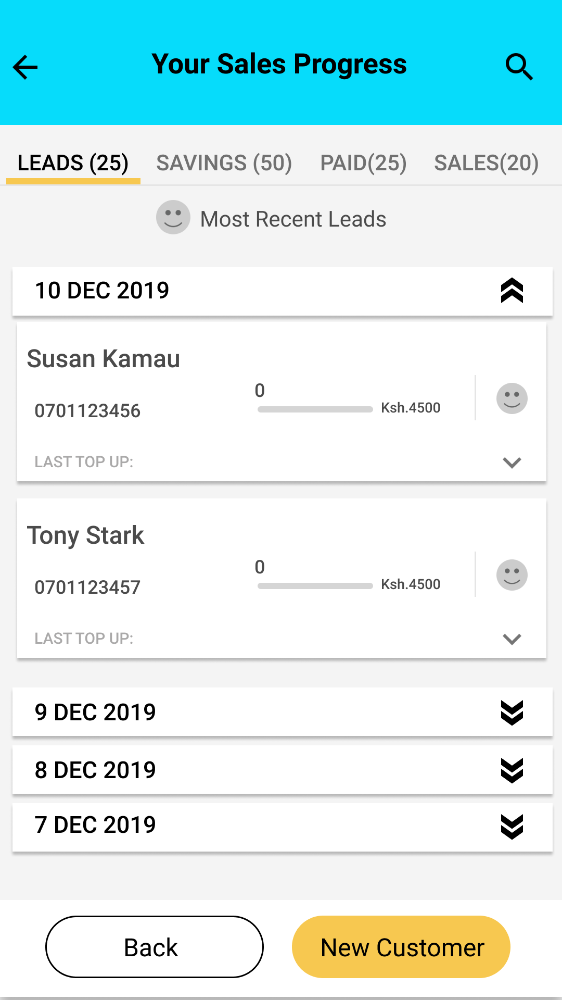 Your Sales Progress
LEADS (25) SAVINGS (50) PAID(25) SALES(20)
Most Recent Leads
10 DEC 2019
Susan Kamau
0
0701123456
Ksh.4500
LAST TOP UP:
Tony Stark
0
0701123457
Ksh.4500
LAST TOP UP:
9 DEC 2019
8 DEC 2019
7 DEC 2019
Back New Customer